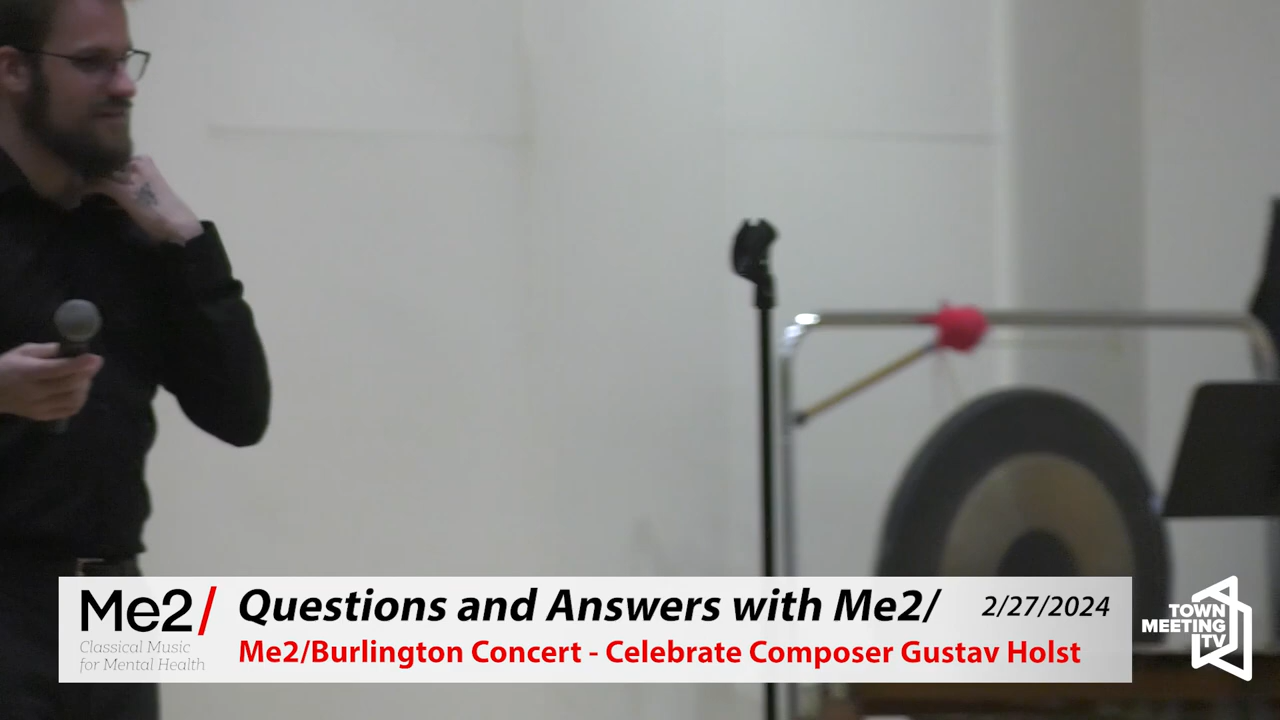 Me2/
Classical Music
for Mental Health
Questions and Answers with Me2/
2/27/2024
Me2/Burlington Concert - Celebrate Composer Gustav Holst
TOWN
MEETING
TV